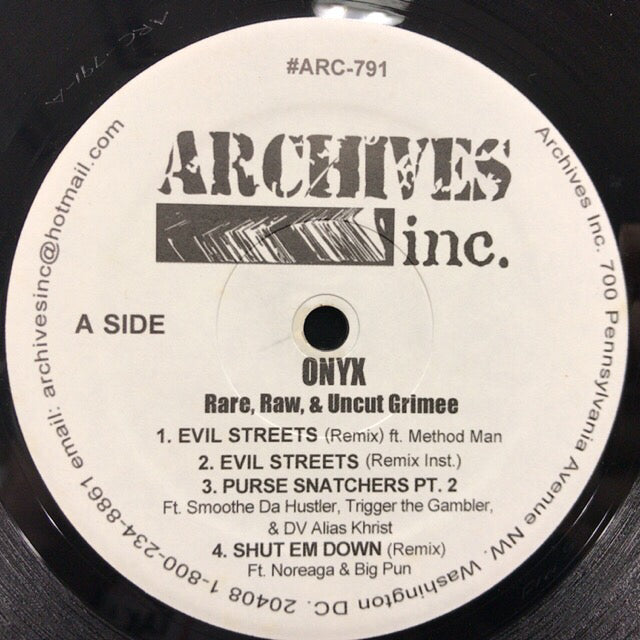 #ARC-791
ARCHIVES
inc.
A SIDE
ONYX
Rare, Raw, & Uncut Grimee
1. EVIL STREETS (Remix) ft. Method Man
2. EVIL STREETS (Remix Inst.)
3. PURSE SNATCHERS PT. 2
Ft. Smoothe Da Hustler, Trigger the Gambler,
& DV Alias Khrist
4. SHUT EM DOWN (Remix)
Ft. Noreaga & Big Pun
Archives Inc. 700 Pennsylvania Avenue NW. Washington DC. 20408 1-800-234-8861 email: archivesinc@hotmail.com
ARC-791-A